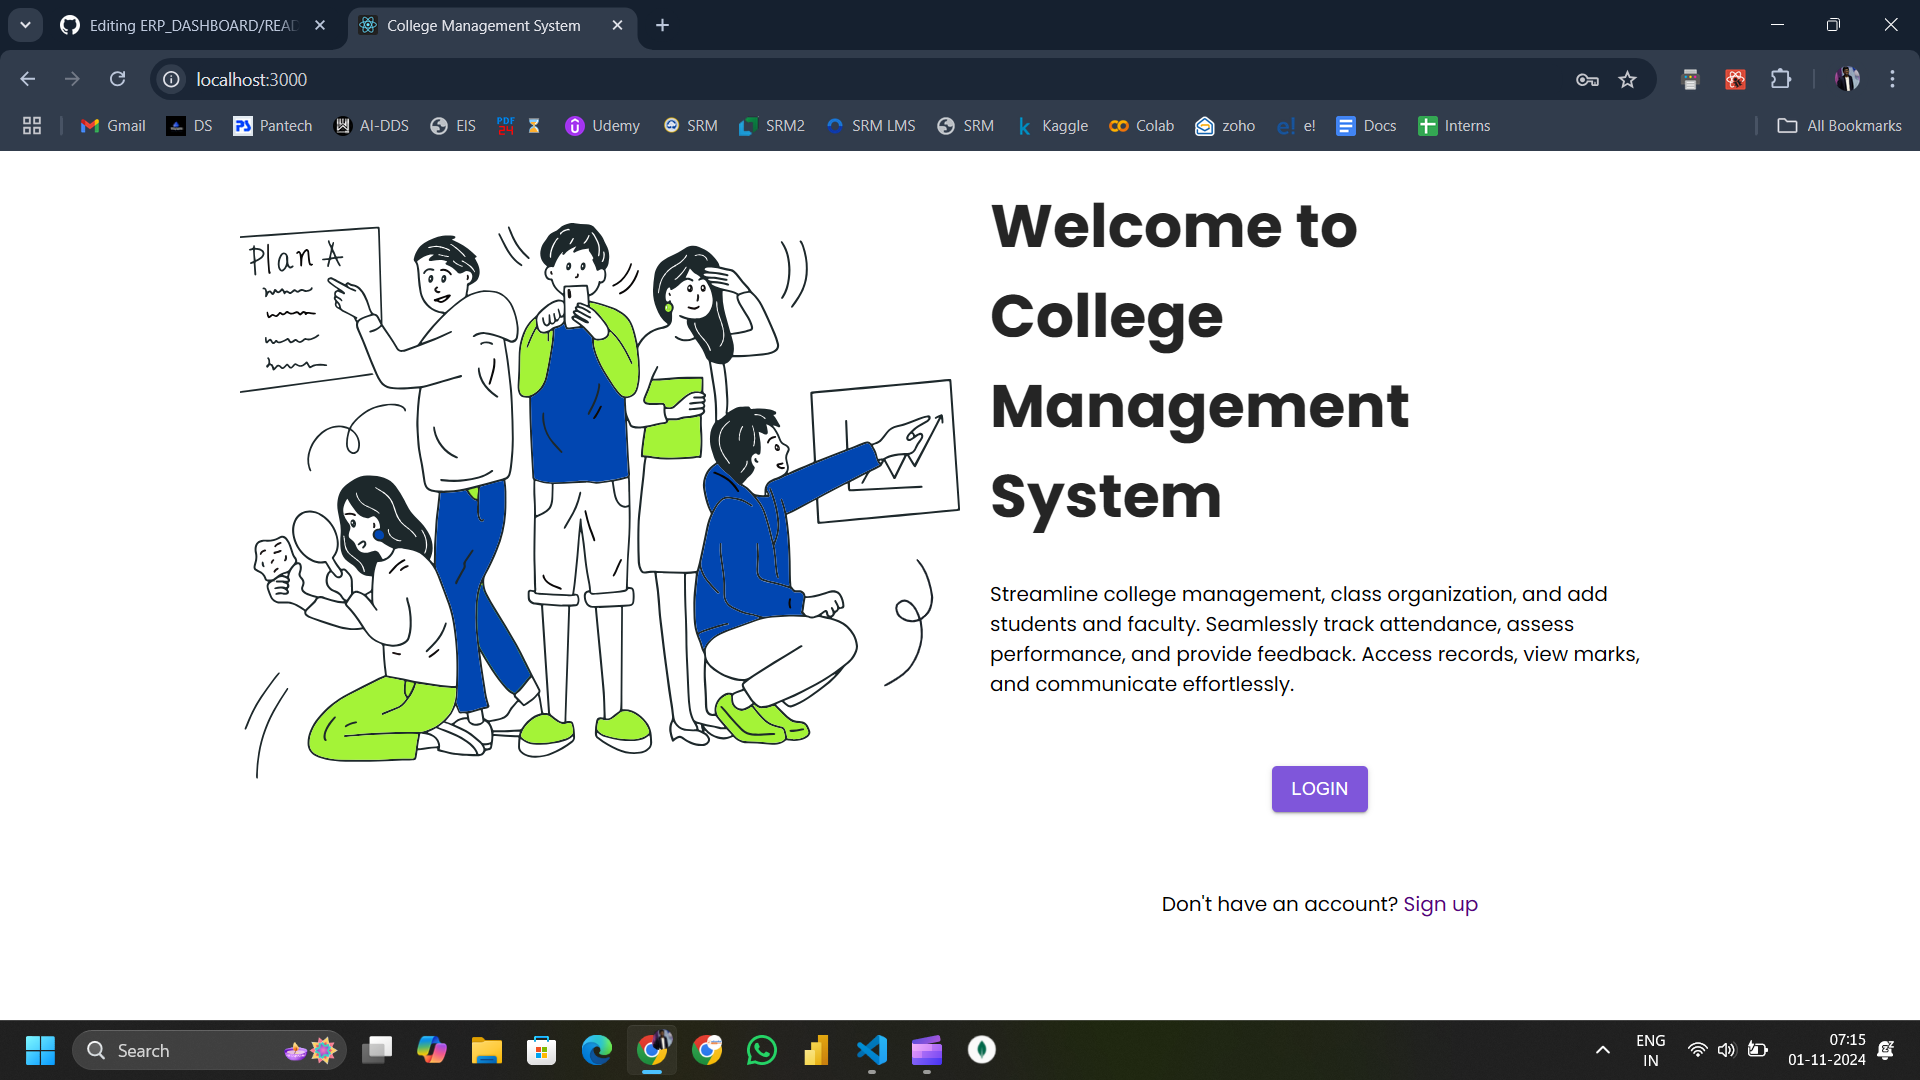 Editing ERP_DASHBOARD/READ
College Management System
localhost:3000
Gmail
DS
Pantech
AI-DDS
EIS
PDF 24
Udemy
SRM
SRM2
SRM LMS
SRM
Kaggle
Colab
zoho
e!
Docs
Interns
All Bookmarks
Plan A
Welcome to
College
Management
System
Streamline college management, class organization, and add
students and faculty. Seamlessly track attendance, assess
performance, and provide feedback. Access records, view marks,
and communicate effortlessly.
LOGIN
Don't have an account? Sign up
Search
ENG
IN
07:15
01-11-2024